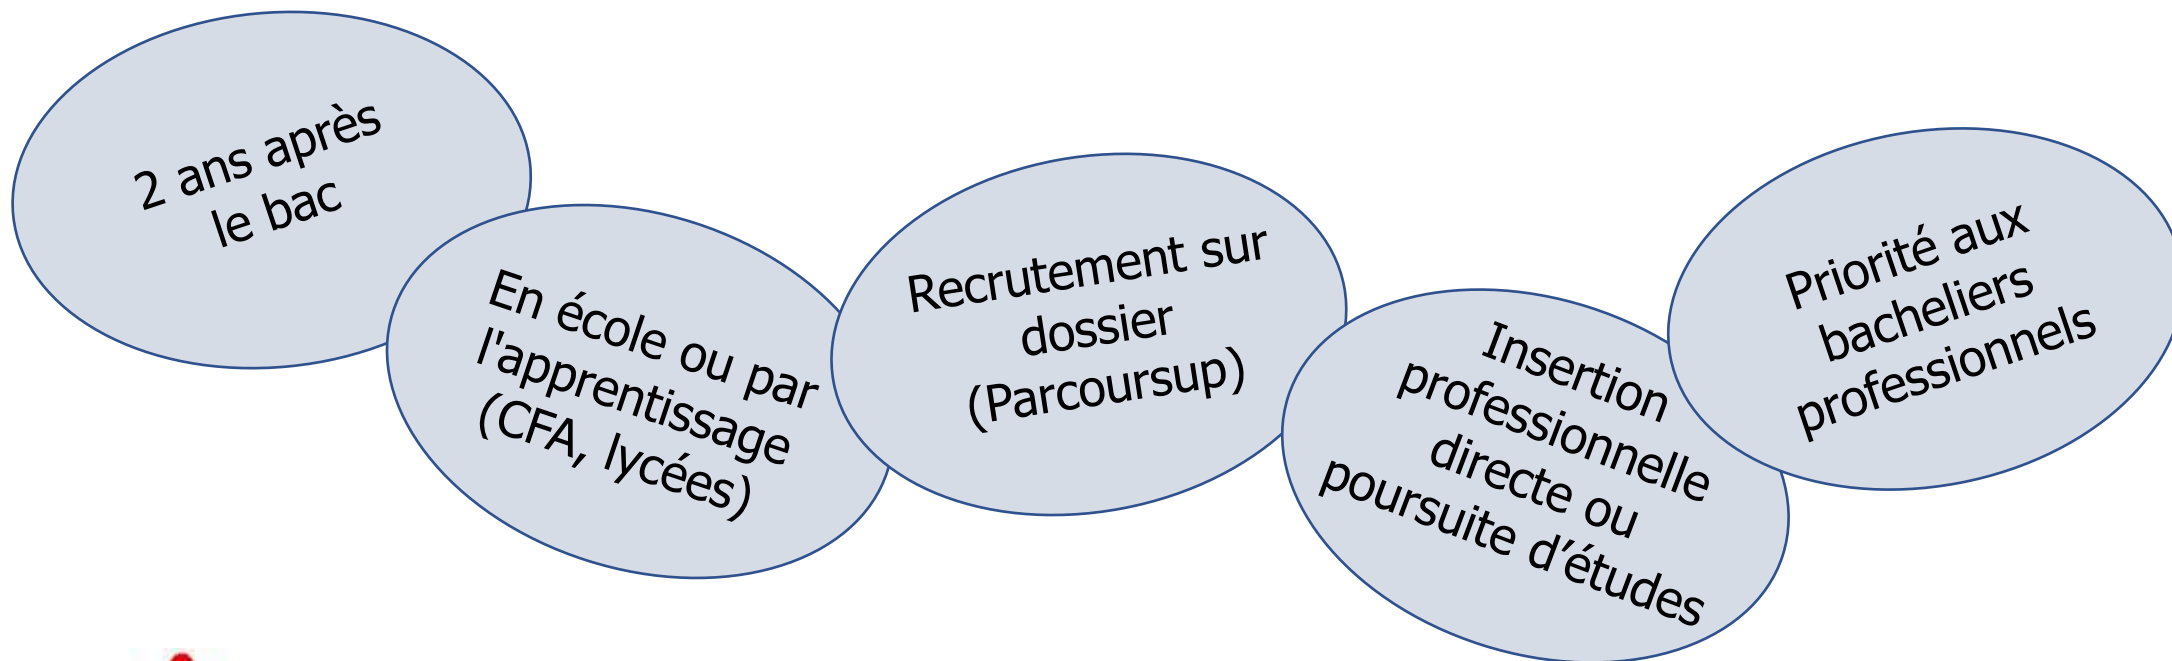 2 ans après
le bac
En école ou par
l'apprentissage
(CFA, lycées)
Recrutement sur
dossier
(Parcoursup)
Insertion
professionnelle
directe ou
poursuite d’études
Priorité aux
bacheliers
professionnels